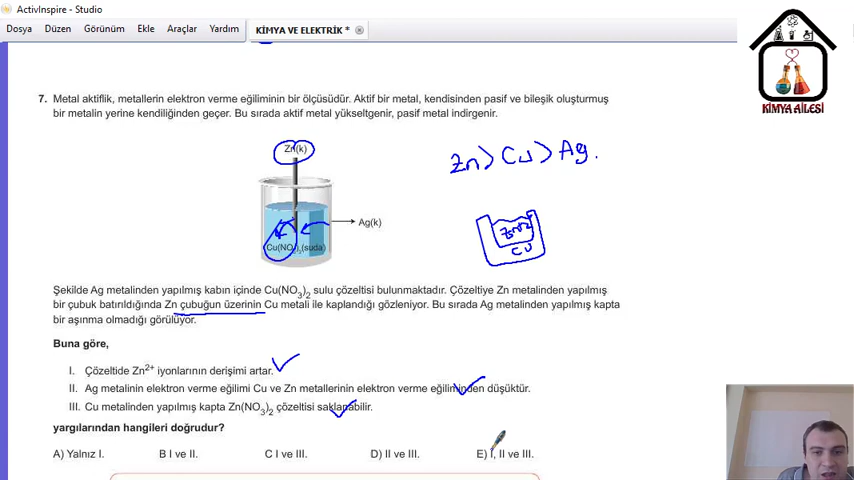 ActivInspire - Studio
Dosya Düzen Görünüm Ekle Araçlar Yardım KİMYA VE ELEKTRİK *
KİMYA AİLESİ
7. Metal aktiflik, metallerin elektron verme eğiliminin bir ölçüsüdür. Aktif bir metal, kendisinden pasif ve bileşik oluşturmuş
bir metalin yerine kendiliğinden geçer. Bu sırada aktif metal yükseltgenir, pasif metal indirgenir.
Zn(k)
Zn > Cu > Ag.
Ag(k)
Cu(NO3)2(suda)
Cu
Şekilde Ag metalinden yapılmış kabın içinde Cu(NO3)2 sulu çözeltisi bulunmaktadır. Çözeltiye Zn metalinden yapılmış
bir çubuk batırıldığında Zn çubuğun üzerinin Cu metali ile kaplandığı gözleniyor. Bu sırada Ag metalinden yapılmış kapta
bir aşınma olmadığı görülüyor.
Buna göre,
I. Çözeltide Zn2+ iyonlarının derişimi artar.
II. Ag metalinin elektron verme eğilimi Cu ve Zn metallerinin elektron verme eğiliminden düşüktür.
III. Cu metalinden yapılmış kapta Zn(NO3)2 çözeltisi saklanabilir.
yargılarından hangileri doğrudur?
A) Yalnız I. B I ve II. C I ve III. D) II ve III. E) I, II ve III.